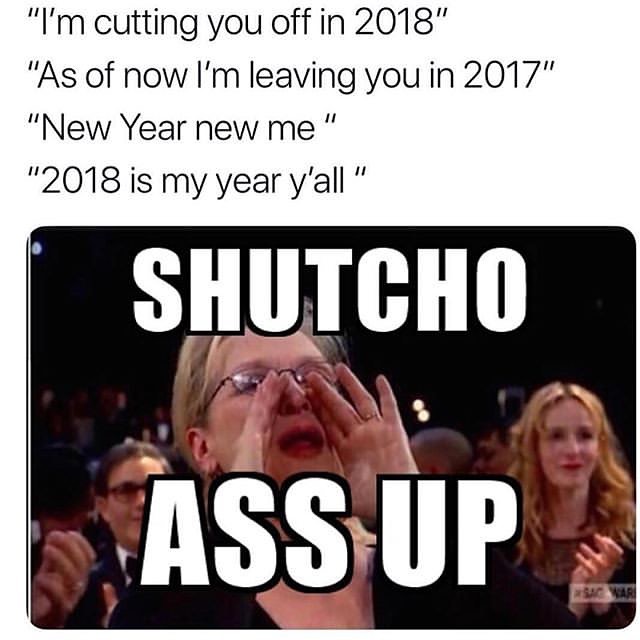 "I'm cutting you off in 2018"
"As of now I'm leaving you in 2017"
"New Year new me "
"2018 is my year y'all "
SHUTCHO
ASS UP